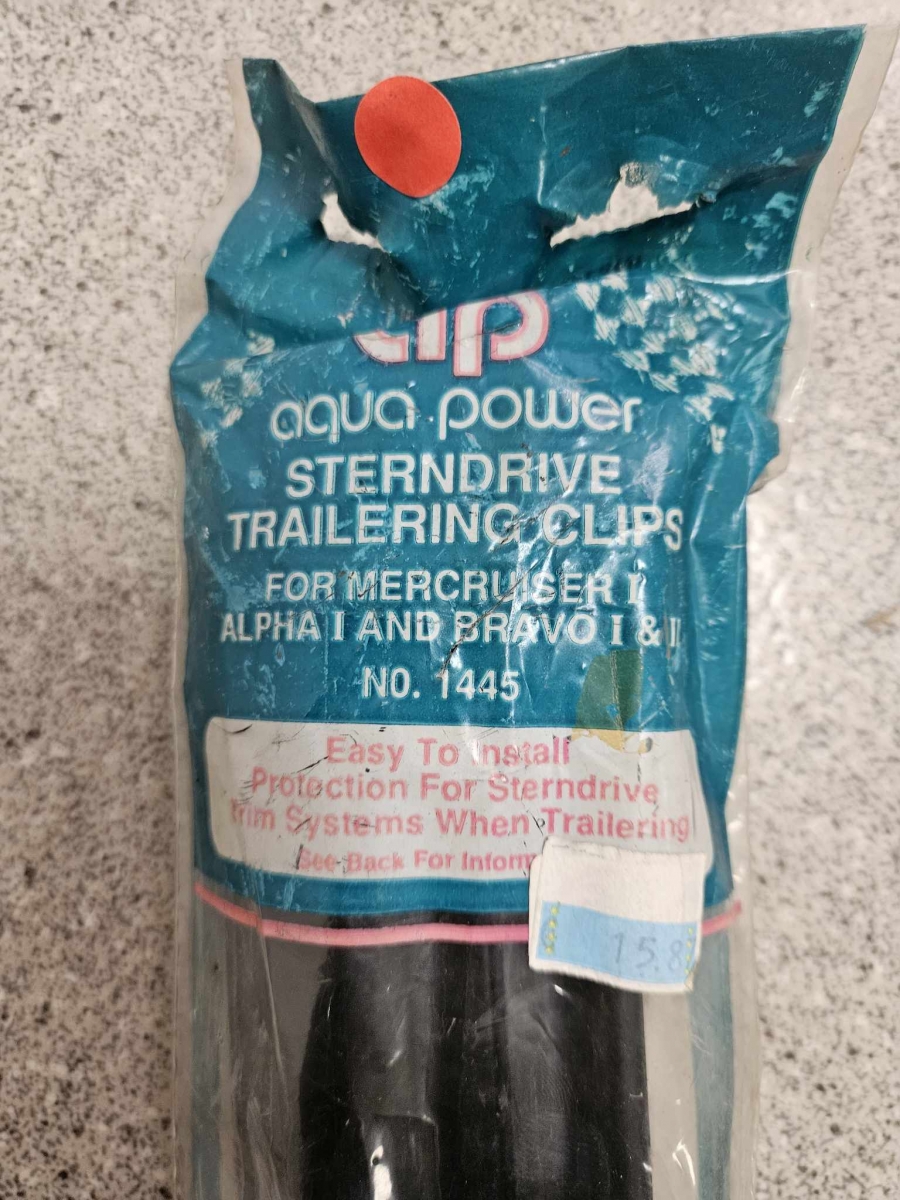 ap
aqua power
STERNDRIVE
TRAILERING CLIPS
FOR MERCRUISER I
ALPHA I AND BRAVO I & II
NO. 1445
Easy To Install
Protection For Sterndrive
Trim Systems When Trailering
See Back For
15.8